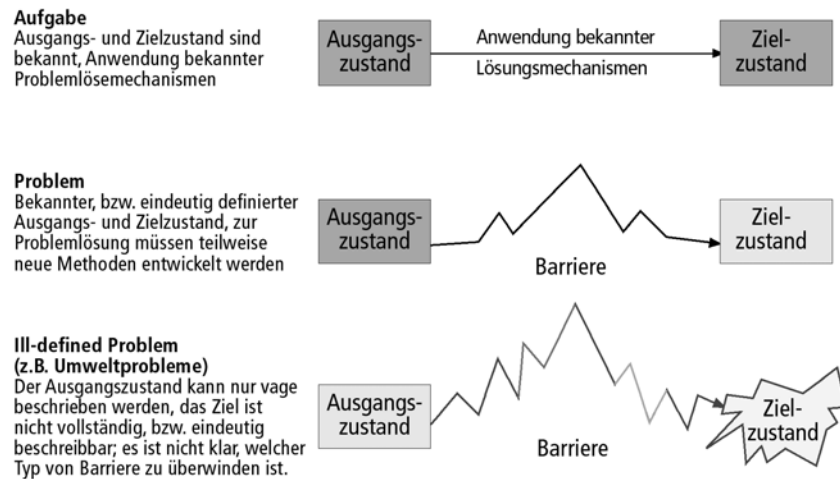 Aufgabe
Ausgangs- und Zielzustand sind
bekannt, Anwendung bekannter
Problemlösemechanismen
Ausgangs-
zustand
Anwendung bekannter
Lösungsmechanismen
Ziel-
zustand
Problem
Bekannter, bzw. eindeutig definierter
Ausgangs- und Zielzustand, zur
Problemlösung müssen teilweise
neue Methoden entwickelt werden
Ausgangs-
zustand
Barriere
Ziel-
zustand
Ill-defined Problem
(z.B. Umweltprobleme)
Der Ausgangszustand kann nur vage
beschrieben werden, das Ziel ist
nicht vollständig, bzw. eindeutig
beschreibbar; es ist nicht klar, welcher
Typ von Barriere zu überwinden ist.
Ausgangs-
zustand
Barriere
Ziel-
zustand